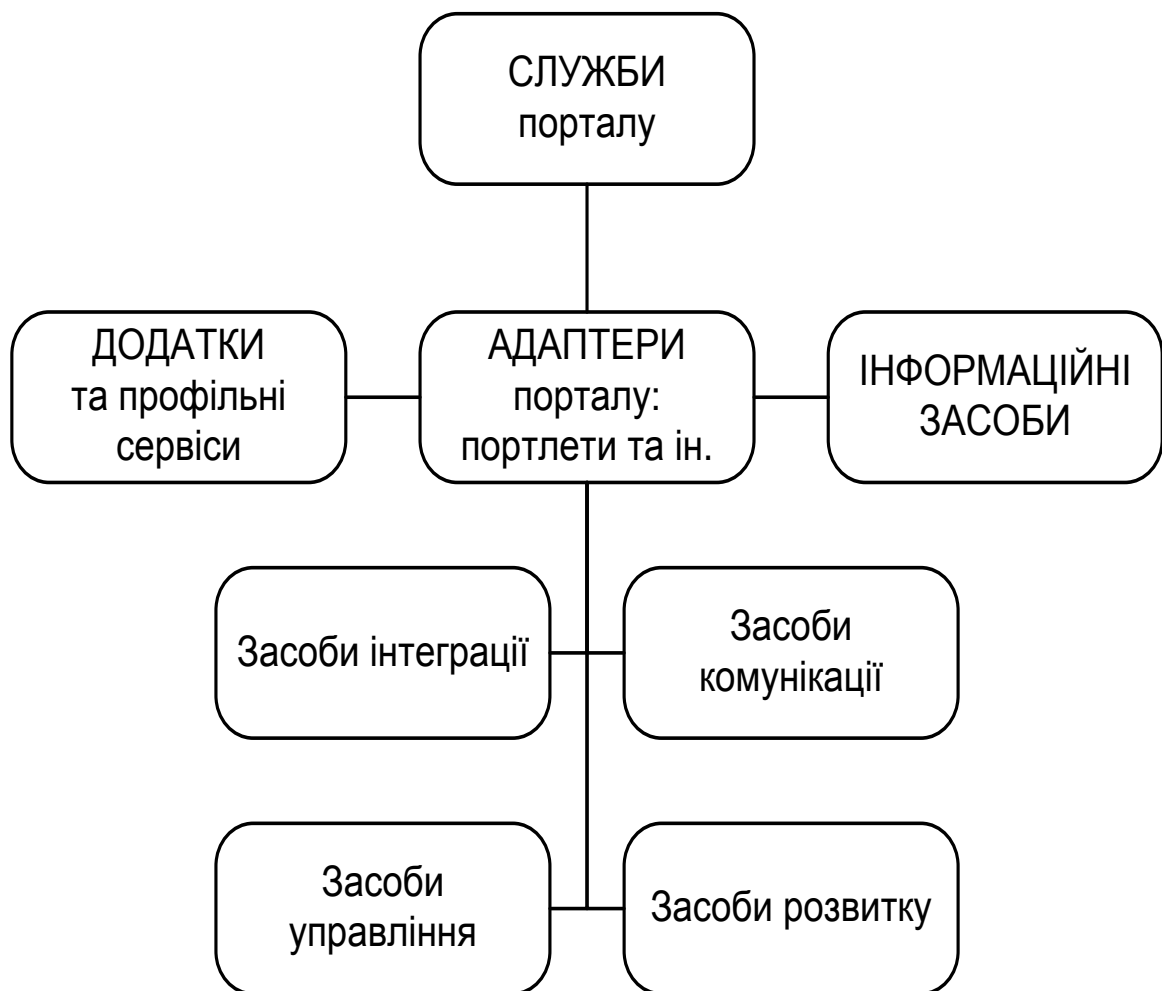 СЛУЖБИ
порталу
ДОДАТКИ
та профільні
сервіси
АДАПТЕРИ
порталу:
портлети та ін.
ІНФОРМАЦІЙНІ
ЗАСОБИ
Засоби інтеграції
Засоби
комунікації
Засоби
управління
Засоби розвитку